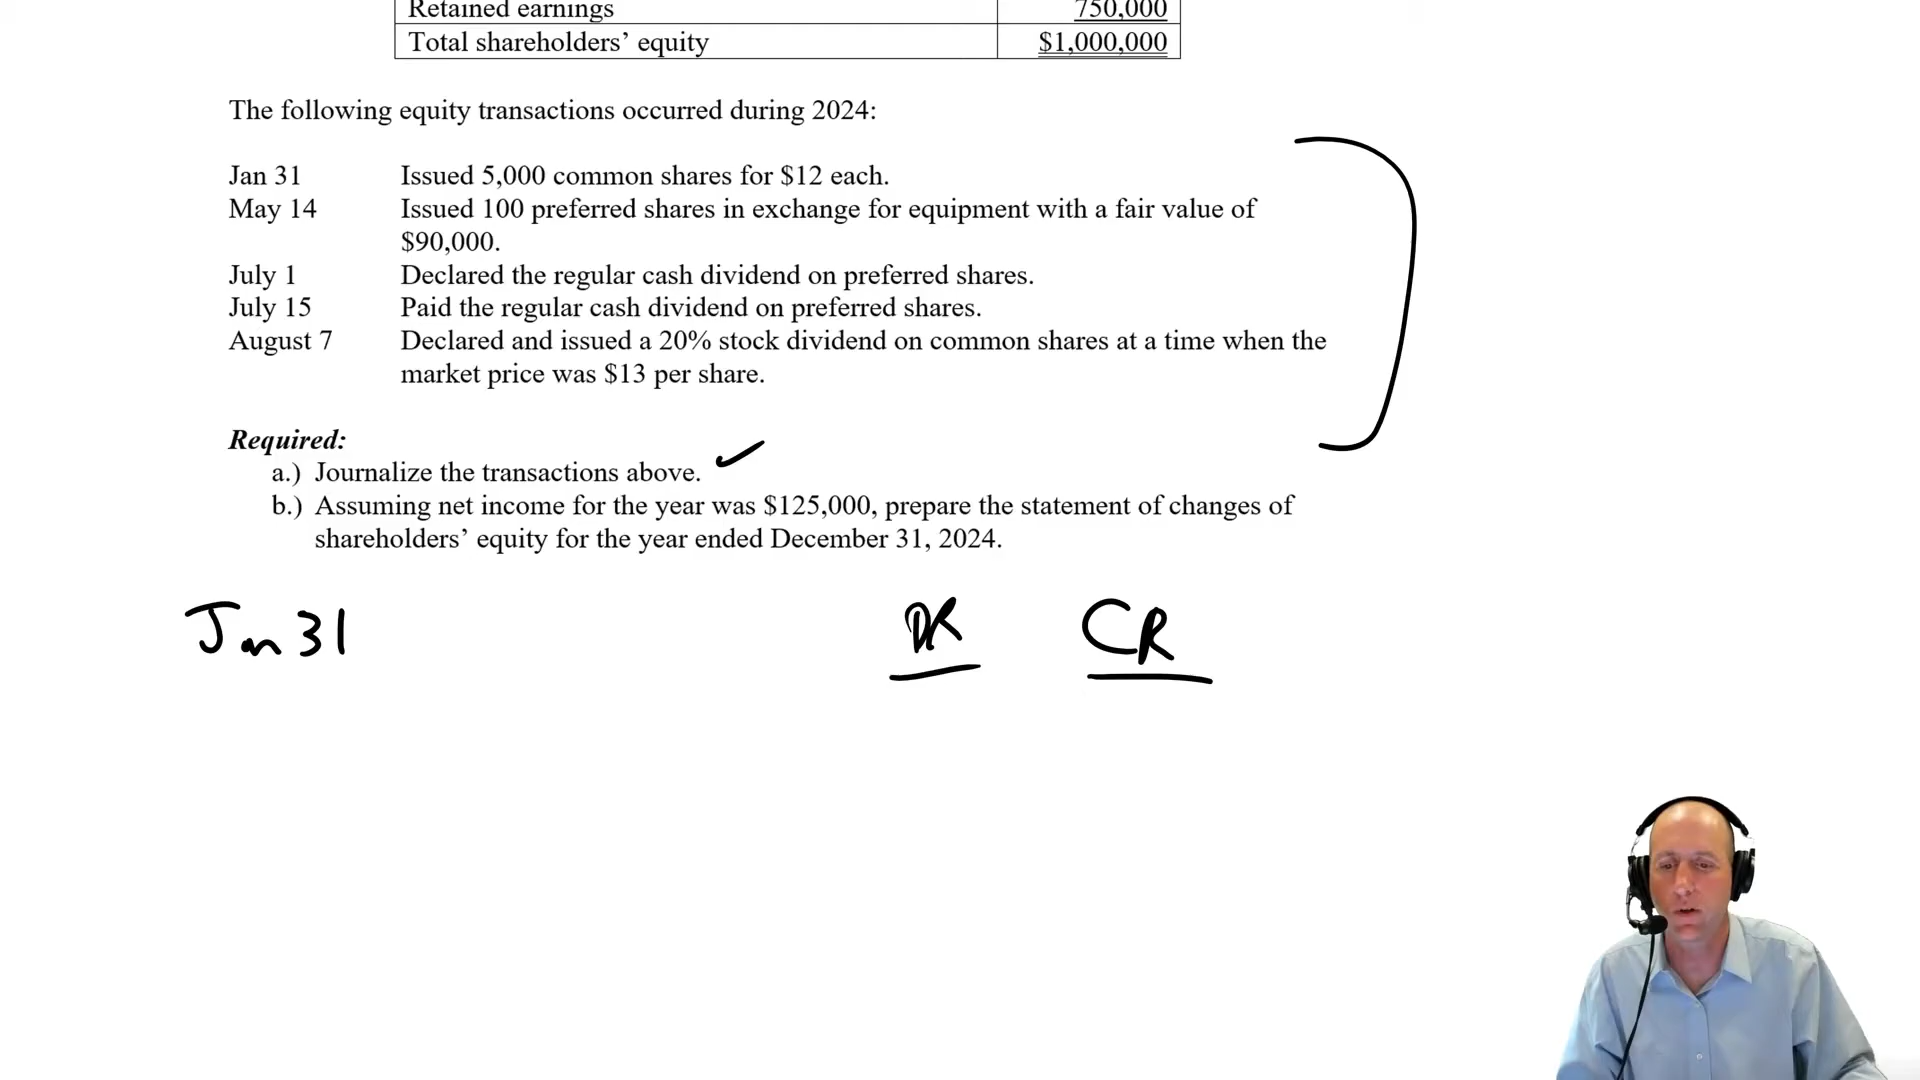 Retained earnings 750,000
Total shareholders’ equity $1,000,000
The following equity transactions occurred during 2024:
Jan 31 Issued 5,000 common shares for $12 each.
May 14 Issued 100 preferred shares in exchange for equipment with a fair value of
$90,000.
July 1 Declared the regular cash dividend on preferred shares.
July 15 Paid the regular cash dividend on preferred shares.
August 7 Declared and issued a 20% stock dividend on common shares at a time when the
market price was $13 per share.
Required:
a.) Journalize the transactions above.
b.) Assuming net income for the year was $125,000, prepare the statement of changes of
shareholders’ equity for the year ended December 31, 2024.
Jan 31 DR CR